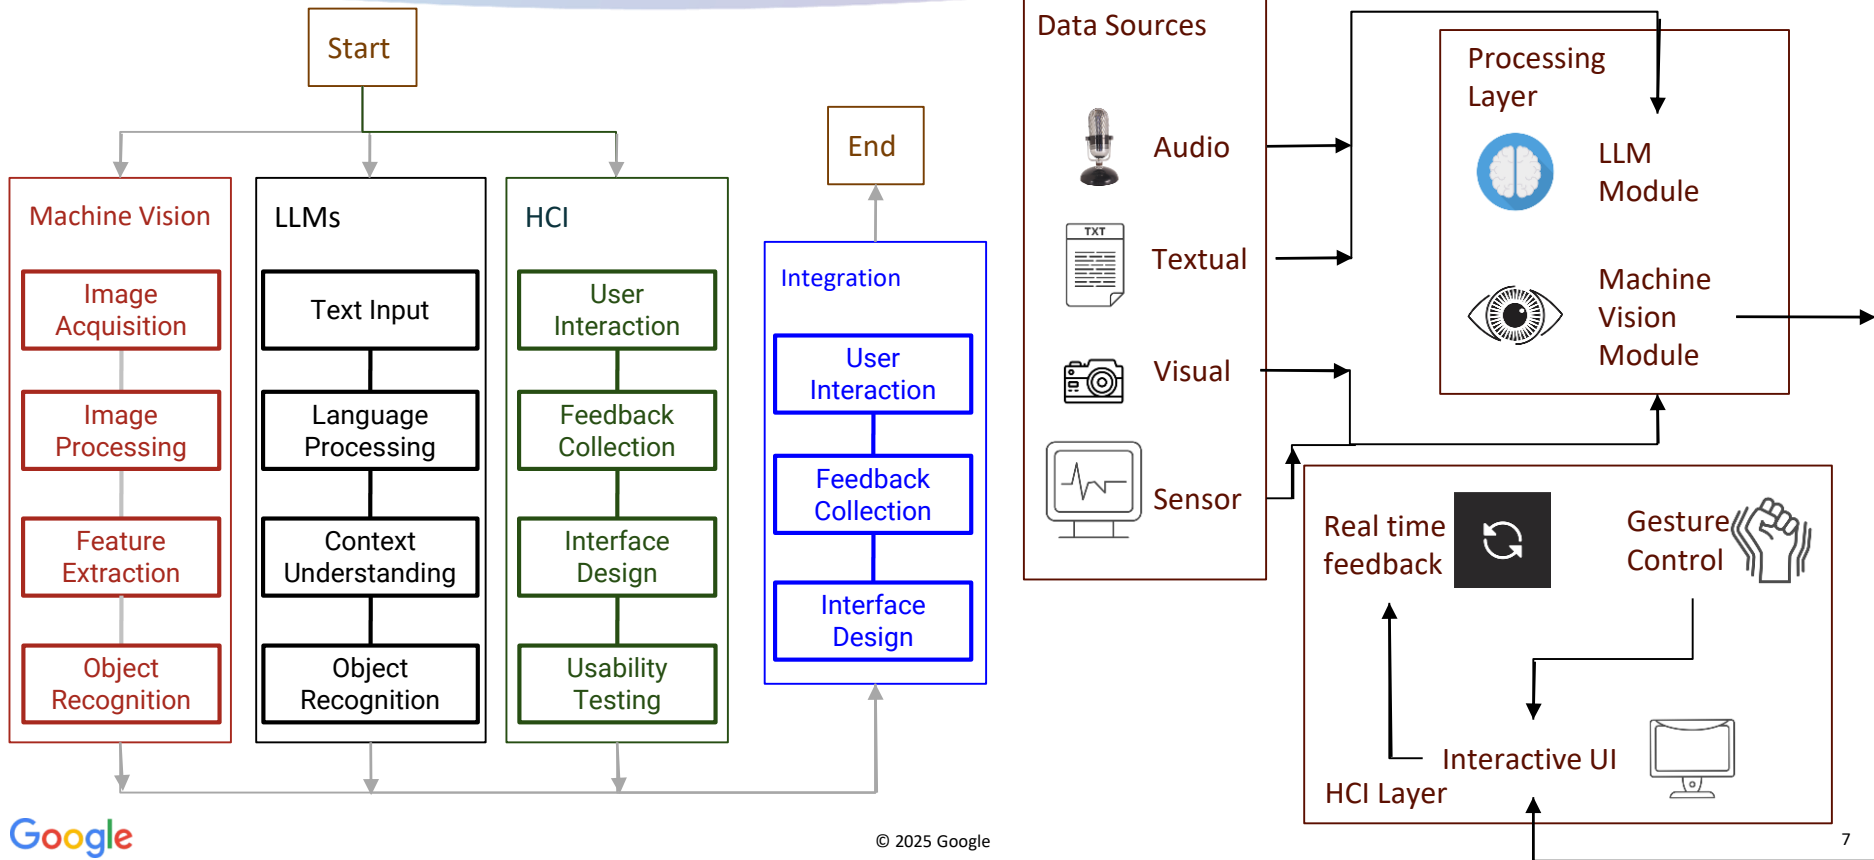 Start
Machine Vision
Image
Acquisition
Image
Processing
Feature
Extraction
Object
Recognition
LLMs
Text Input
Language
Processing
Context
Understanding
Object
Recognition
HCI
User
Interaction
Feedback
Collection
Interface
Design
Usability
Testing
End
Integration
User
Interaction
Feedback
Collection
Interface
Design
Data Sources
Audio
TXT
Textual
Visual
Sensor
Processing
Layer
LLM
Module
Machine
Vision
Module
Real time
feedback
Gesture
Control
Interactive UI
HCI Layer
Google
© 2025 Google
7